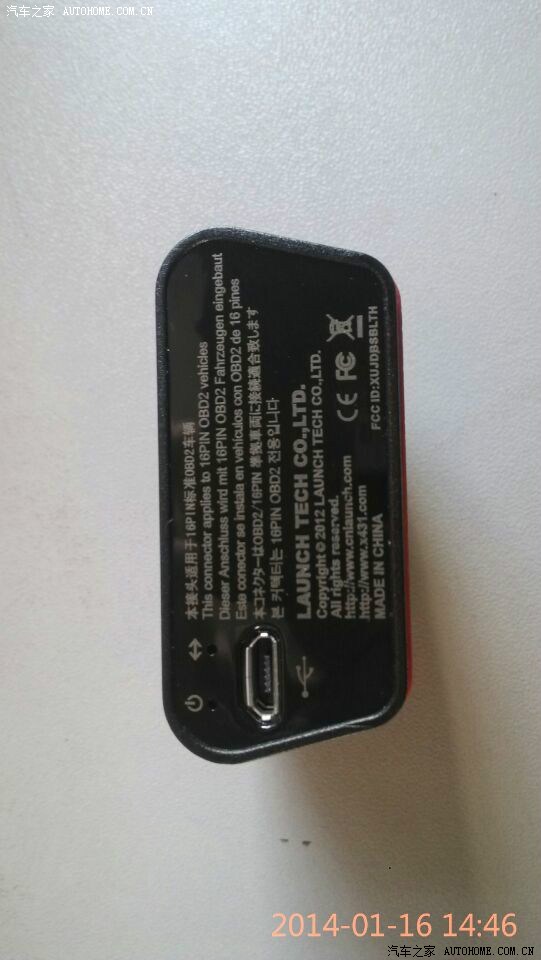 汽车之家 AUTOHOME.COM.CN
本接头适用于16PIN标准OBD2车辆
This connector applies to 16PIN OBD2 vehicles
Dieser Anschluss wird mit 16PIN OBD2 Fahrzeugen eingebaut
Este conector se instala en vehículos con OBD2 de 16 pines
本コネクターはOBD2/16PIN 準拠車両に接続適合致します
본 커넥터는 16PIN OBD2 전용입니다
LAUNCH TECH CO.,LTD.
Copyright © 2012 LAUNCH TECH CO.,LTD.
All rights reserved.
http://www.cnlaunch.com
http://www.x431.com
MADE IN CHINA
CE FC
FCC ID:XUJDBSBLTH
2014-01-16 14:46
汽车之家 AUTOHOME.COM.CN